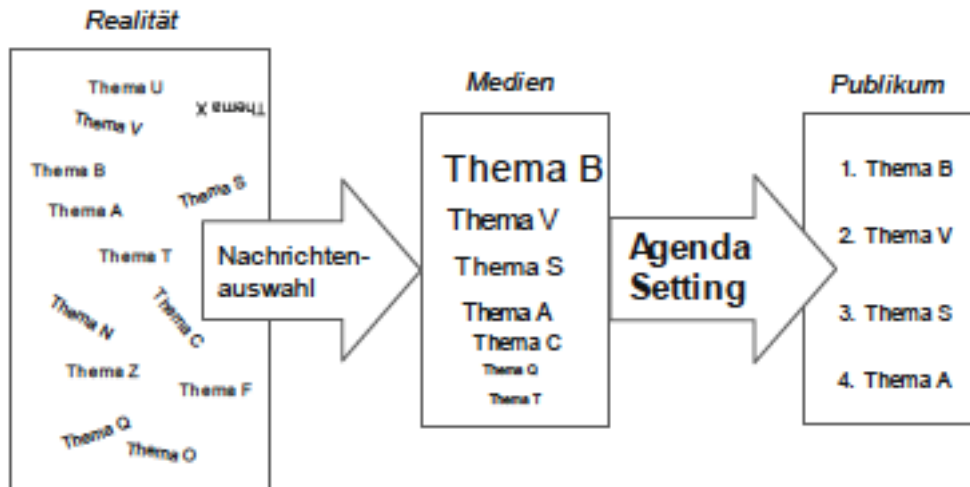 Realität
Thema U
Thema X
Thema V
Thema B
Thema S
Thema A
Thema T
Thema N
Thema C
Thema Z
Thema F
Thema Q
Thema O
Nachrichten-
auswahl
Medien
Thema B
Thema V
Thema S
Thema A
Thema C
Thema Q
Thema T
Agenda
Setting
Publikum
1. Thema B
2. Thema V
3. Thema S
4. Thema A